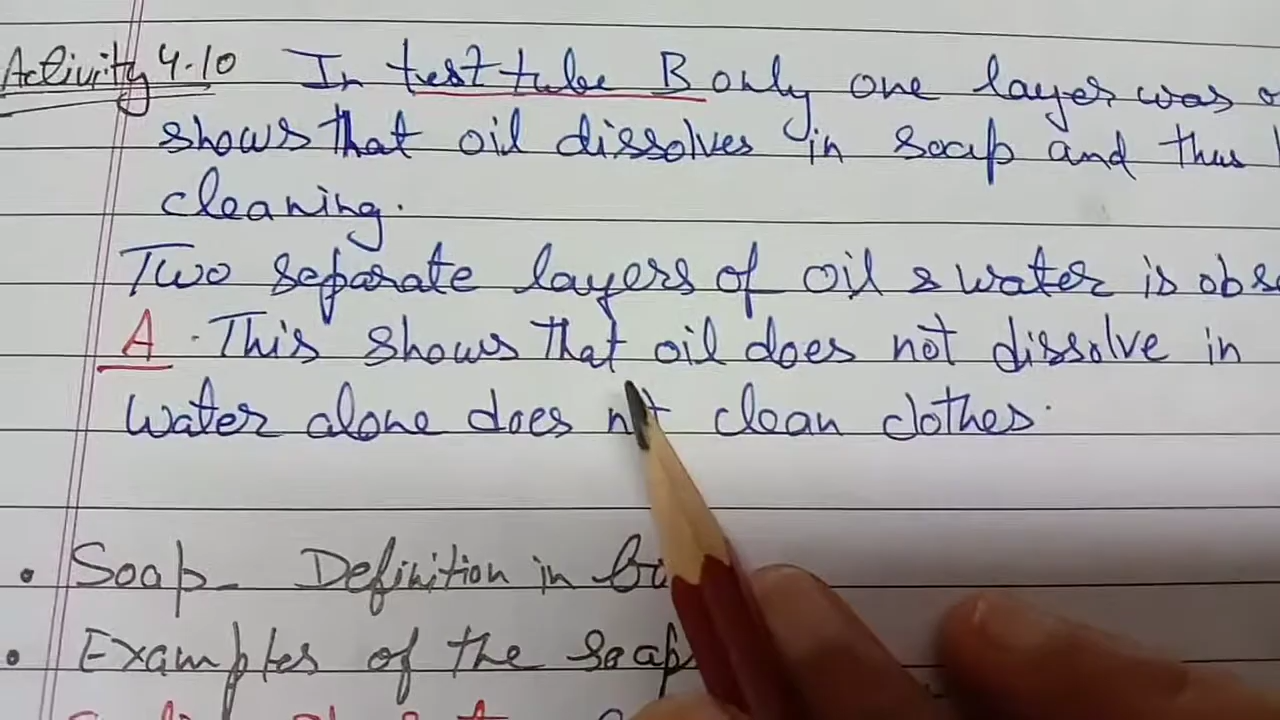 Activity 4.10 In test tube B only one layer was
shows that oil dissolves in soap and thus
cleaning.
Two separate layers of oil & water is obs
A. This shows that oil does not dissolve in
water alone does not clean clothes.
• Soap - Definition in
• Examples of the Soap